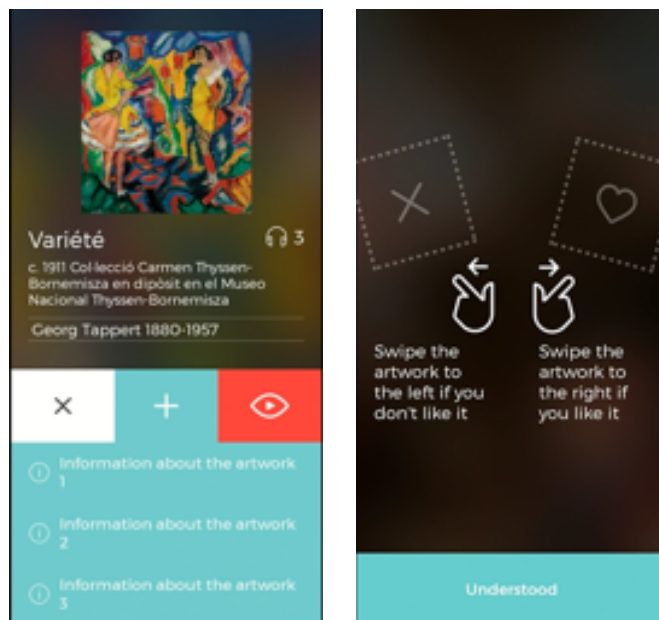 Variété
3
c. 1911 Col·lecció Carmen Thyssen-
Bornemisza en dipòsit en el Museo
Nacional Thyssen-Bornemisza
Georg Tappert 1880-1957
Information about the artwork
1
Information about the artwork
2
Information about the artwork
3
Swipe the
artwork to
the left if you
don't like it
Swipe the
artwork to
the right if
you like it
Understood